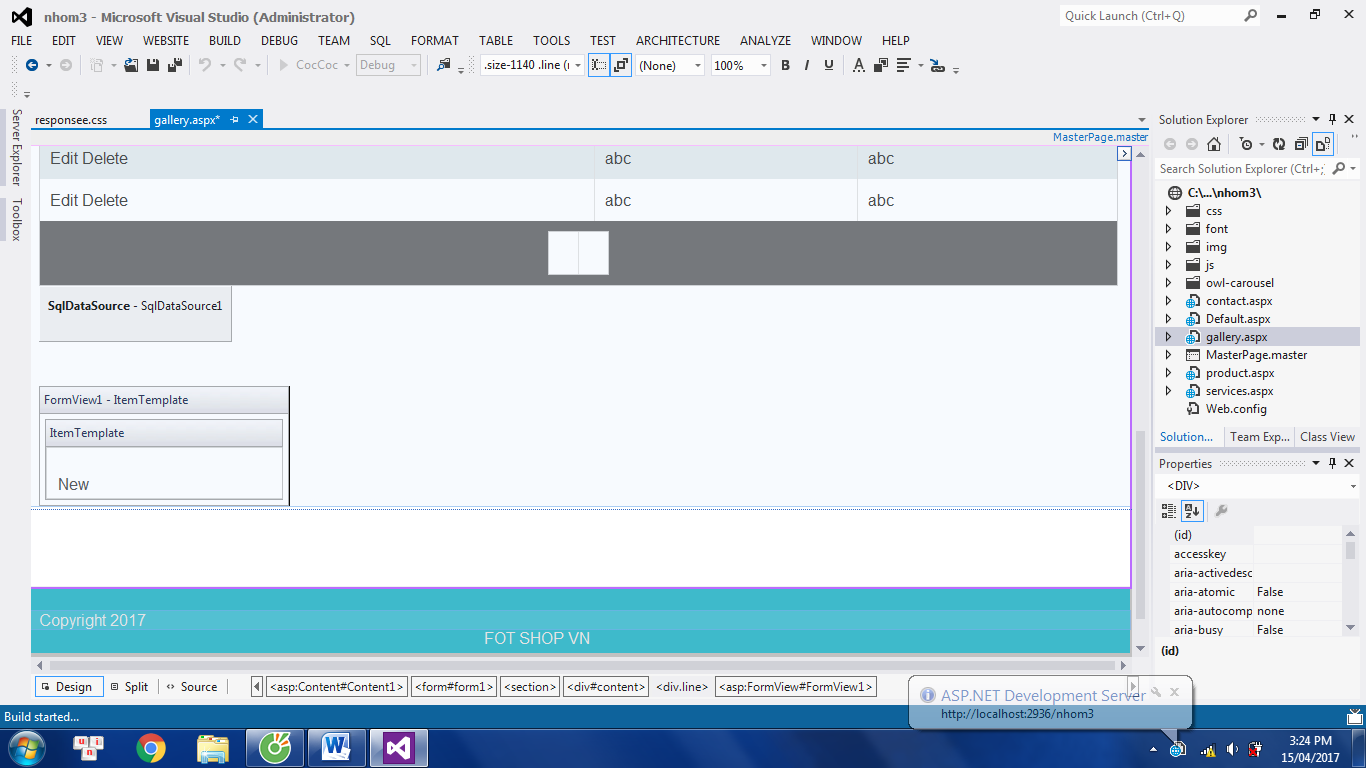 nhom3 - Microsoft Visual Studio (Administrator)
Quick Launch (Ctrl+Q)
FILE EDIT VIEW WEBSITE BUILD DEBUG TEAM SQL FORMAT TABLE TOOLS TEST ARCHITECTURE ANALYZE WINDOW HELP
CocCoc Debug .size-1140 .line (r (None) 100% B I U A
responsee.css gallery.aspx*
MasterPage.master
Server Explorer
Toolbox
Edit Delete abc abc
Edit Delete abc abc
SqlDataSource - SqlDataSource1
FormView1 - ItemTemplate
ItemTemplate
New
Copyright 2017
FOT SHOP VN
Design Split Source <asp:Content#Content1> <form#form1> <section> <div#content> <div.line> <asp:FormView#FormView1>
Solution Explorer
Search Solution Explorer (Ctrl+;
C:\...\nhom3\
css
font
img
js
owl-carousel
contact.aspx
Default.aspx
gallery.aspx
MasterPage.master
product.aspx
services.aspx
Web.config
Solution... Team Exp... Class View
Properties
<DIV>
(id)
accesskey
aria-activedesc
aria-atomic False
aria-autocomp none
aria-busy False
(id)
ASP.NET Development Server
http://localhost:2936/nhom3
Build started...
3:24 PM
15/04/2017